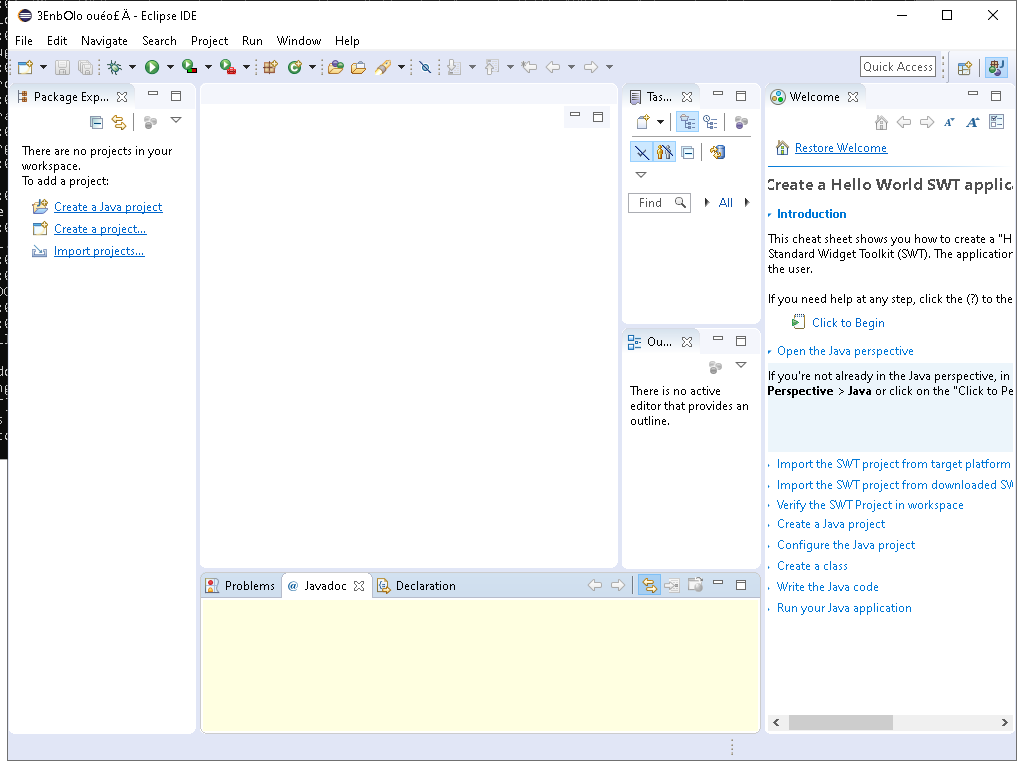 3EnbOlo ouéo£ Ä - Eclipse IDE
File Edit Navigate Search Project Run Window Help
Quick Access
Package Exp...
There are no projects in your
workspace.
To add a project:
Create a Java project
Create a project...
Import projects...
Tas...
Find
All
Ou...
There is no active
editor that provides an
outline.
Welcome
Restore Welcome
Create a Hello World SWT applic
Introduction
This cheat sheet shows you how to create a "H
Standard Widget Toolkit (SWT). The application
the user.
If you need help at any step, click the (?) to the
Click to Begin
Open the Java perspective
If you're not already in the Java perspective, in
Perspective > Java or click on the "Click to Pe
Import the SWT project from target platform
Import the SWT project from downloaded SW
Verify the SWT Project in workspace
Create a Java project
Configure the Java project
Create a class
Write the Java code
Run your Java application
Problems @ Javadoc Declaration